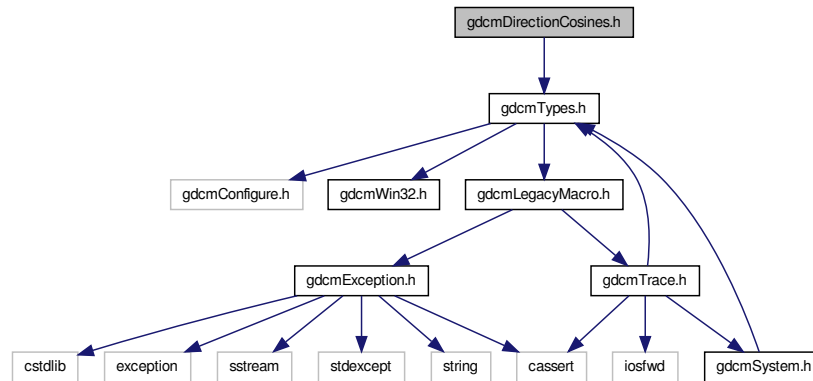 gdcmDirectionCosines.h
gdcmTypes.h
gdcmConfigure.h
gdcmWin32.h
gdcmLegacyMacro.h
gdcmException.h
gdcmTrace.h
cstdlib
exception
sstream
stdexcept
string
cassert
iosfwd
gdcmSystem.h